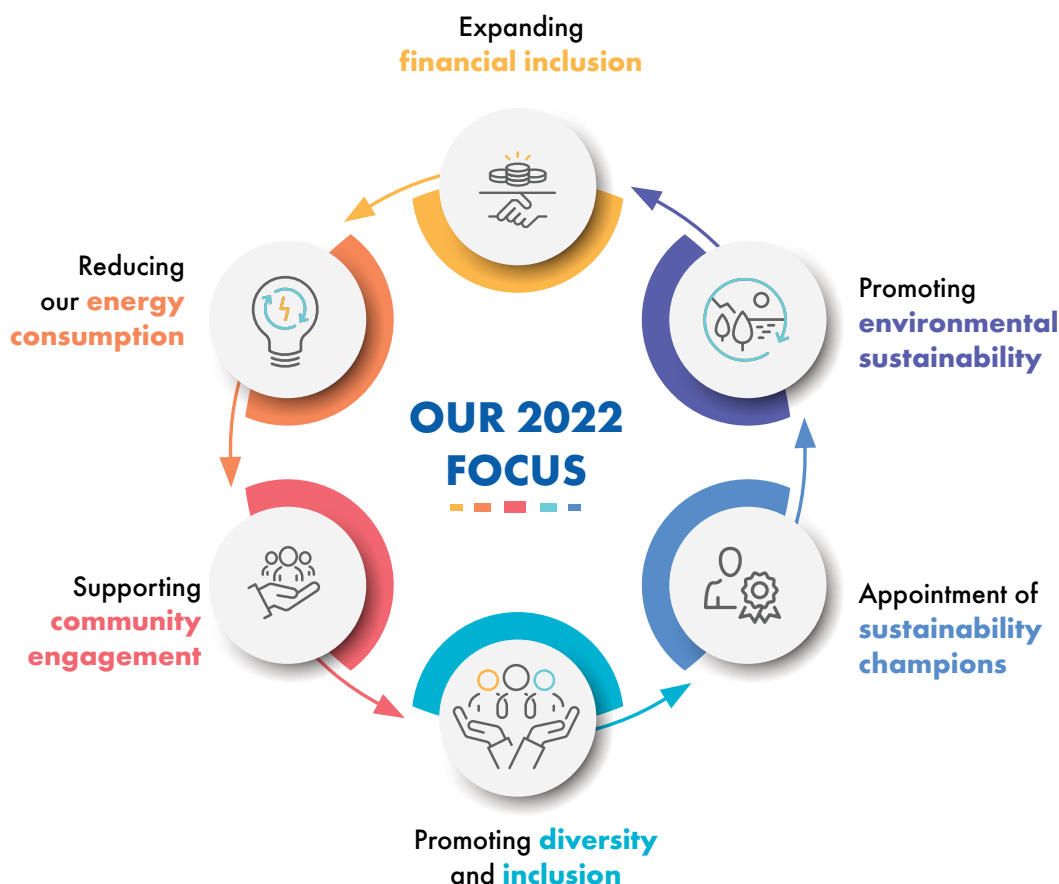 Expanding
financial inclusion
Reducing
our energy
consumption
Promoting
environmental
sustainability
OUR 2022
FOCUS
Supporting
community
engagement
Appointment of
sustainability
champions
Promoting diversity
and inclusion